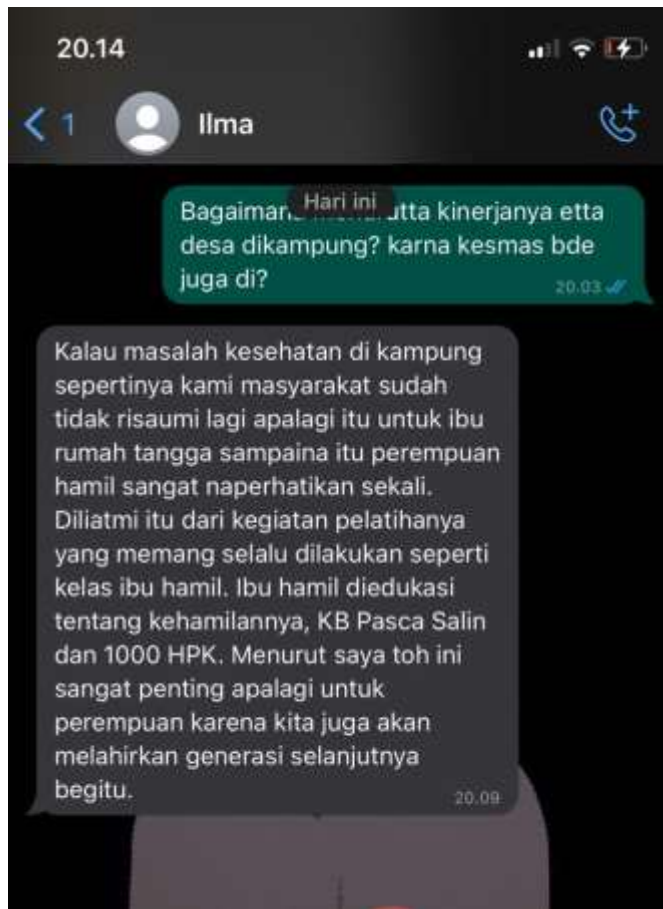 20.14
1 Ilma
Hari ini
kinerjanya etta
desa dikampung? karna kesmas bde
juga di?
20.03
Kalau masalah kesehatan di kampung
sepertinya kami masyarakat sudah
tidak risaumi lagi apalagi itu untuk ibu
rumah tangga sampaina itu perempuan
hamil sangat naperhatikan sekali.
Diliatmi itu dari kegiatan pelatihanya
yang memang selalu dilakukan seperti
kelas ibu hamil. Ibu hamil diedukasi
tentang kehamilannya, KB Pasca Salin
dan 1000 HPK. Menurut saya toh ini
sangat penting apalagi untuk
perempuan karena kita juga akan
melahirkan generasi selanjutnya
begitu.
20.09